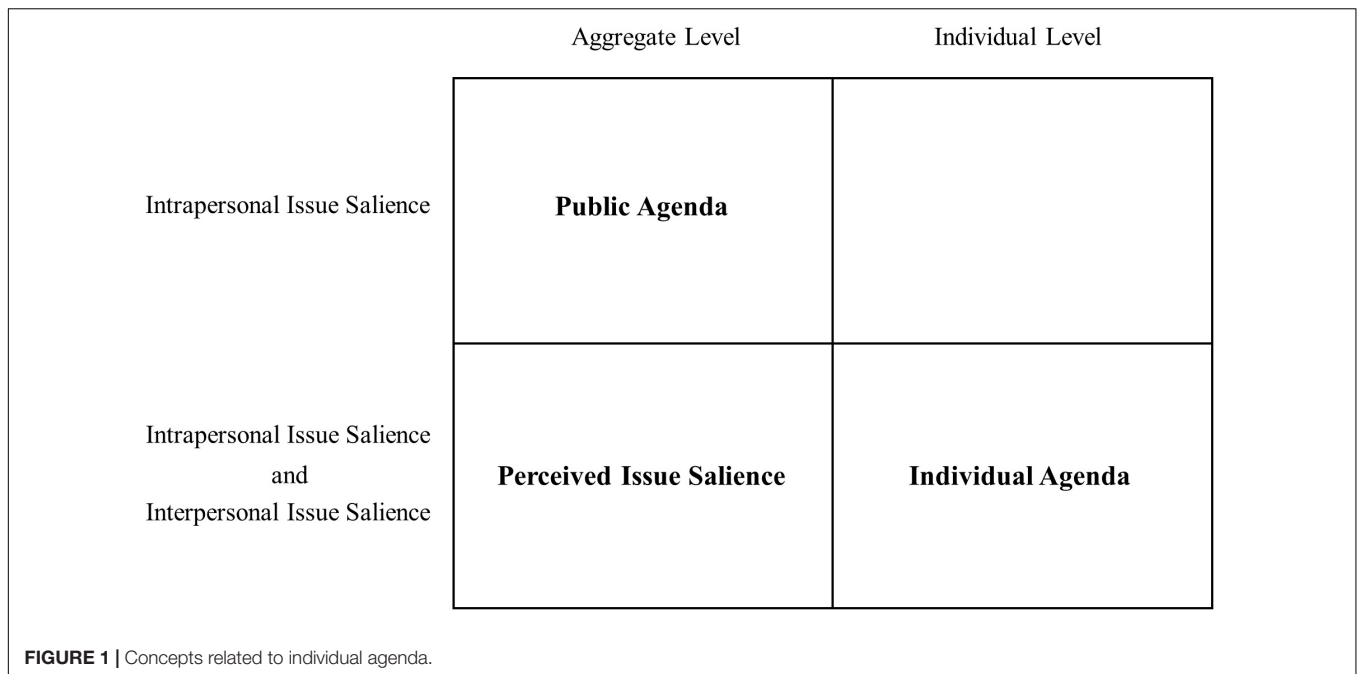 Aggregate Level
Individual Level
Intrapersonal Issue Salience
Public Agenda
Intrapersonal Issue Salience
and
Interpersonal Issue Salience
Perceived Issue Salience
Individual Agenda
FIGURE 1 | Concepts related to individual agenda.